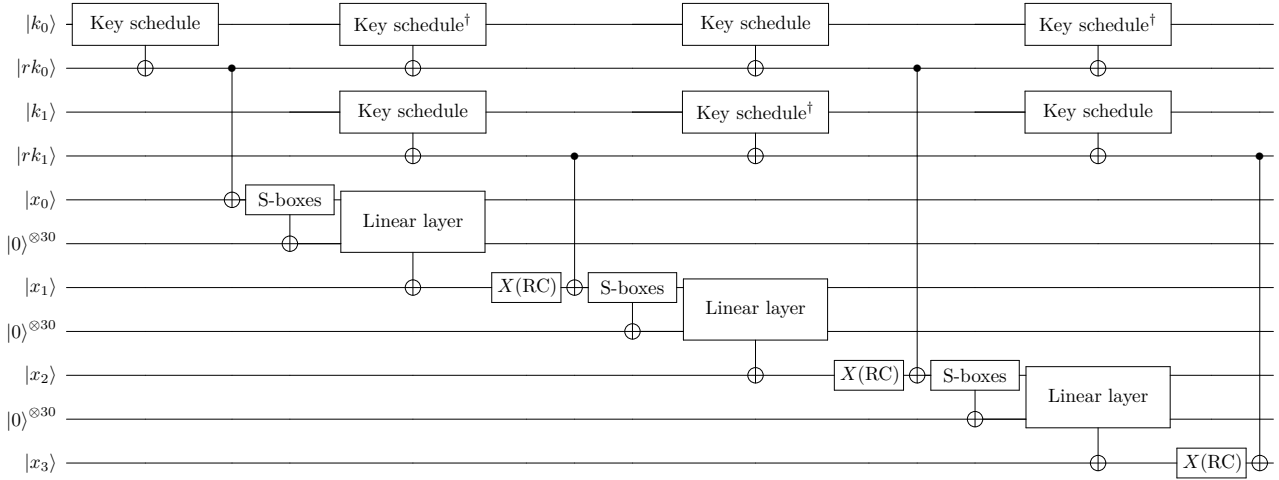 |k₀⟩ Key schedule Key schedule† Key schedule Key schedule†
|rk₀⟩
|k₁⟩ Key schedule Key schedule† Key schedule
|rk₁⟩
|x₀⟩ S-boxes Linear layer
|0⟩⊗30
|x₁⟩ X(RC) S-boxes Linear layer
|0⟩⊗30
|x₂⟩ X(RC) S-boxes Linear layer
|0⟩⊗30
|x₃⟩ X(RC)